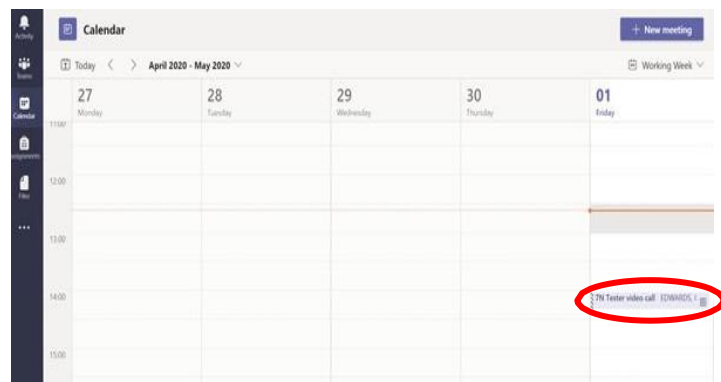 Activity
Calendar
+ New meeting
Teams
Today < > April 2020 - May 2020
Working Week
Calendar
27
Monday
28
Tuesday
29
Wednesday
30
Thursday
01
Friday
11:00
Assignments
12:00
Files
...
13:00
14:00
7N Tester video call EDWARDS,
15:00